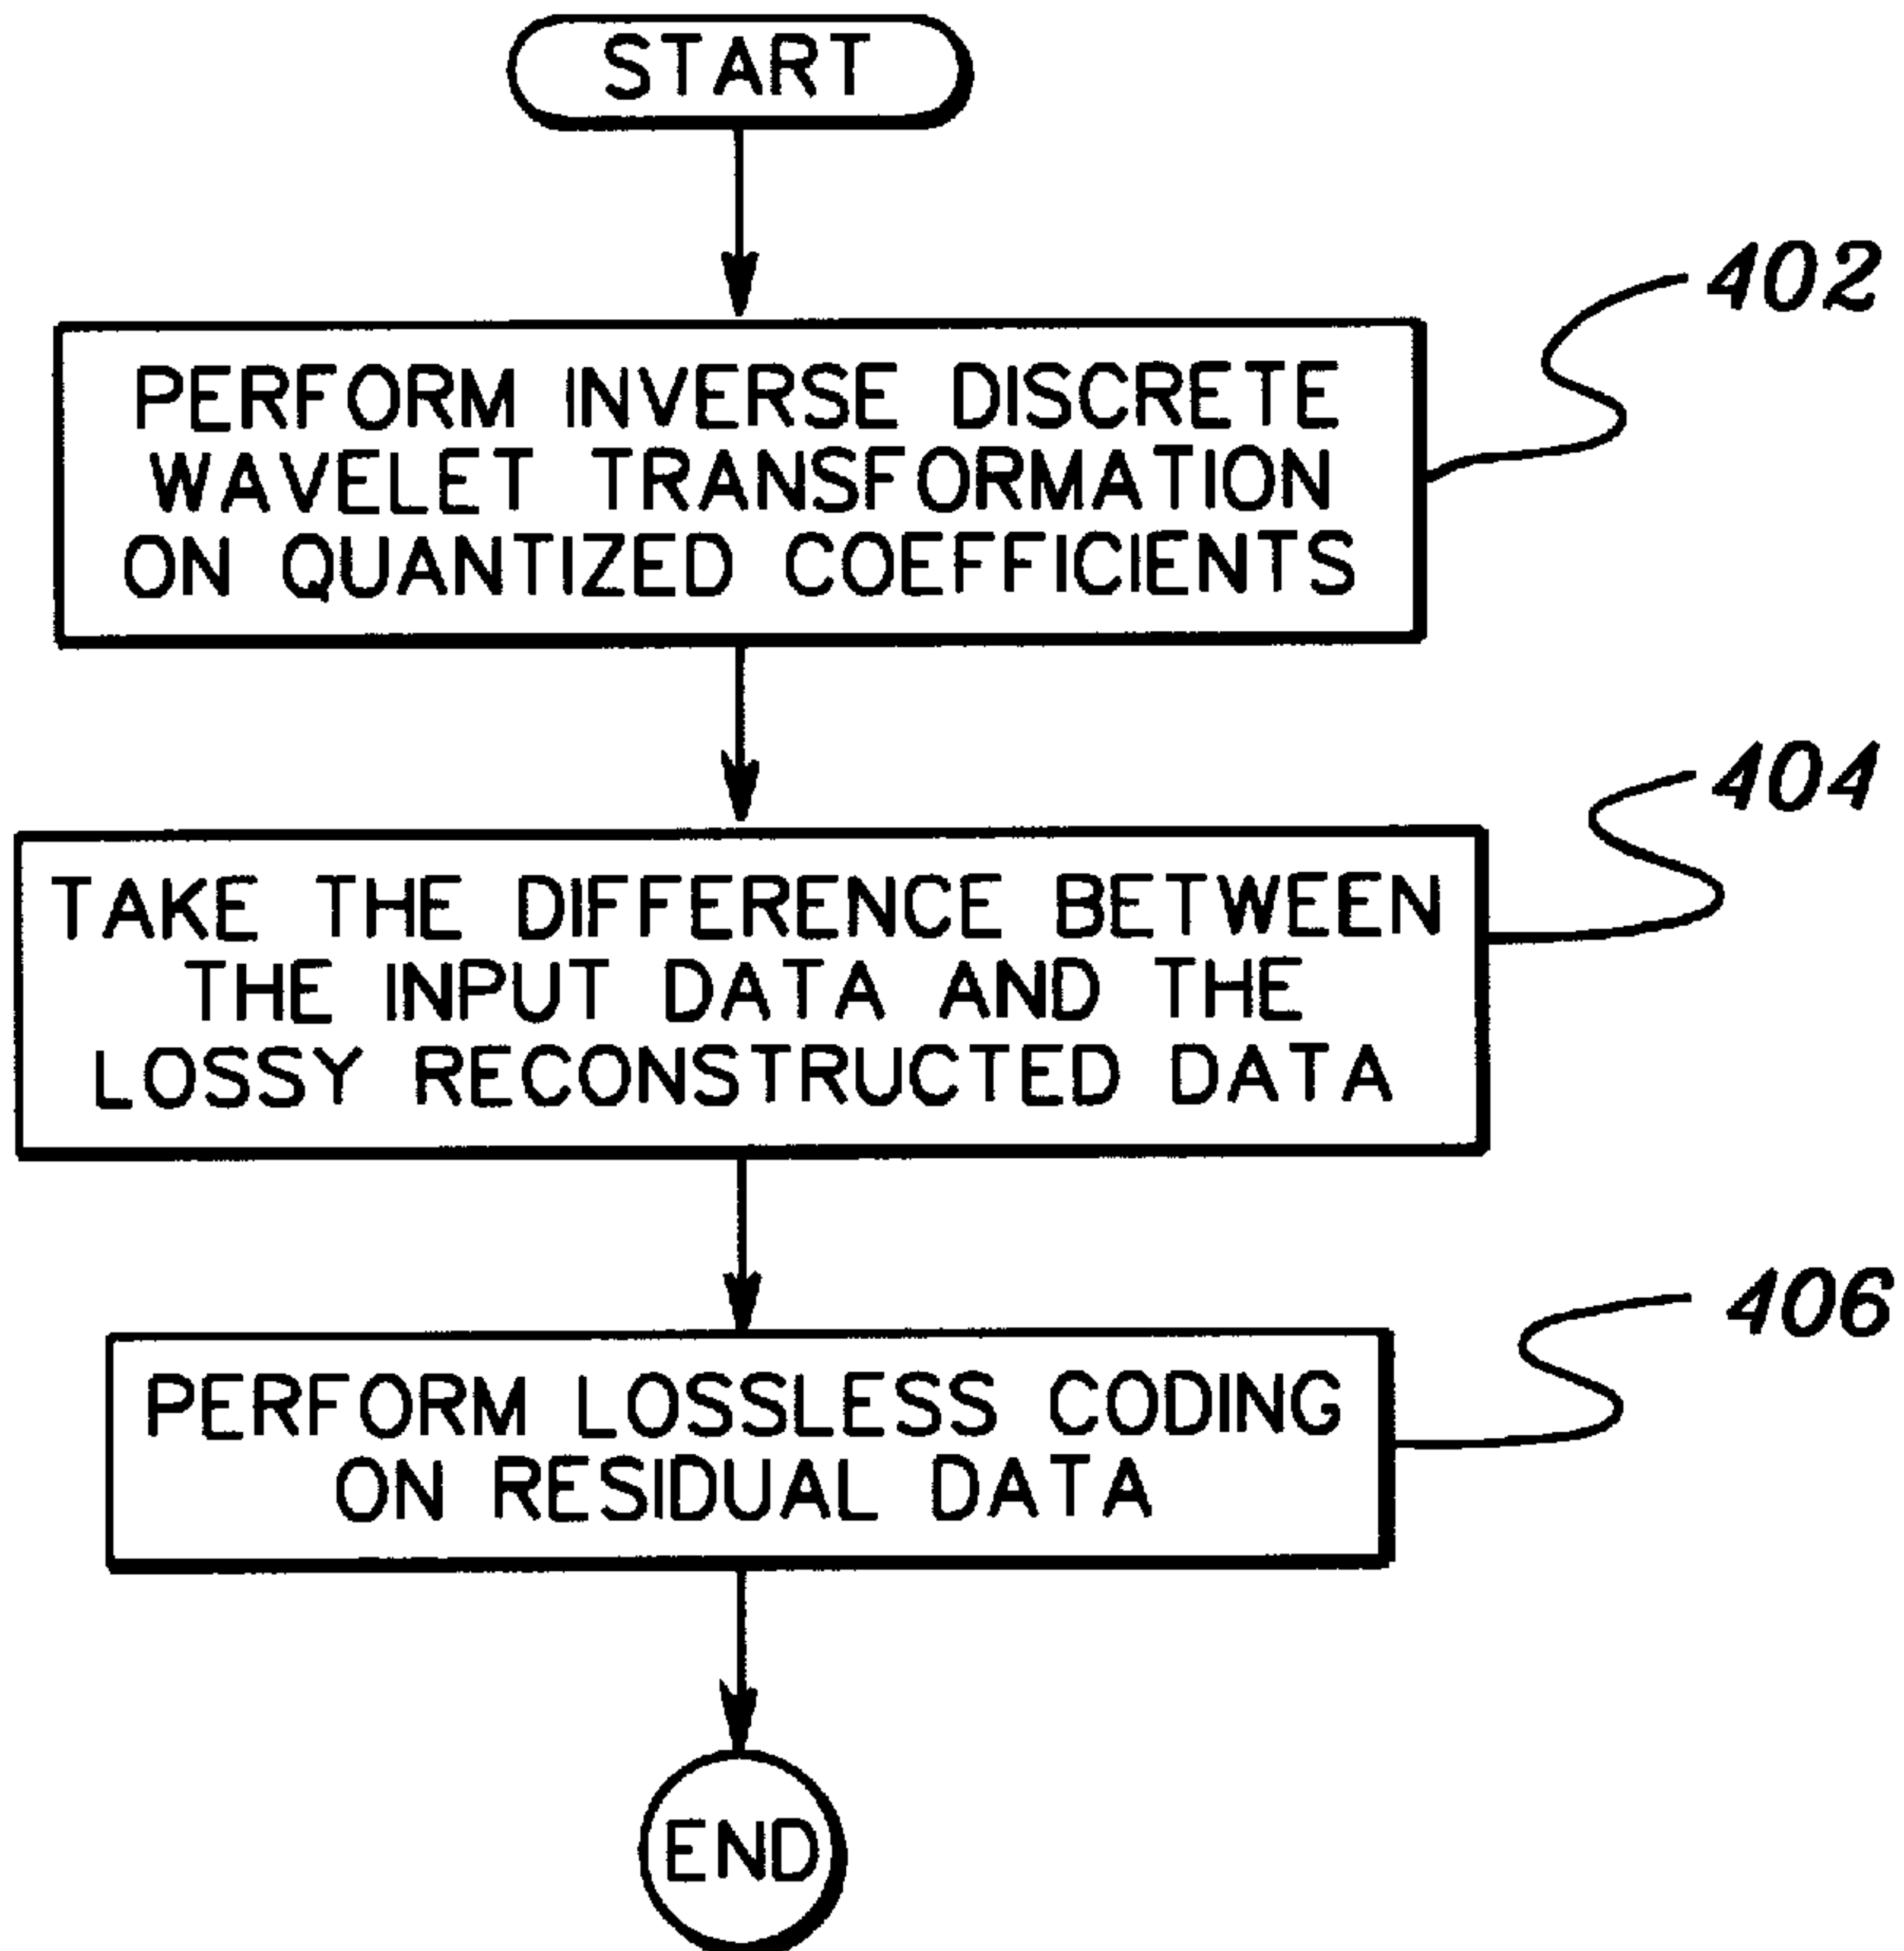 START
402
PERFORM INVERSE DISCRETE
WAVELET TRANSFORMATION
ON QUANTIZED COEFFICIENTS
404
TAKE THE DIFFERENCE BETWEEN
THE INPUT DATA AND THE
LOSSY RECONSTRUCTED DATA
406
PERFORM LOSSLESS CODING
ON RESIDUAL DATA
END